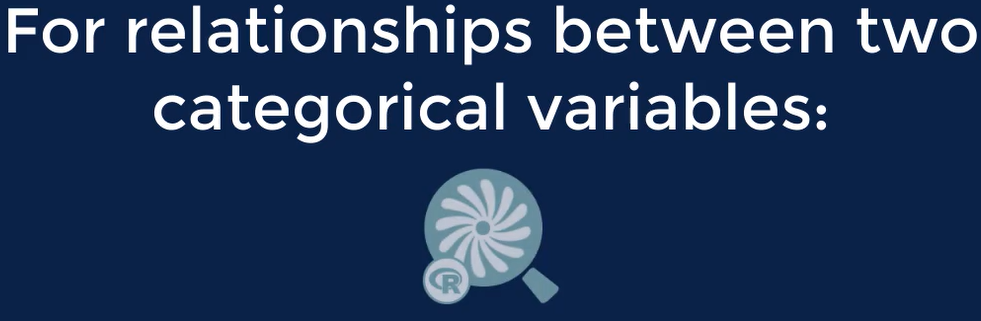 For relationships between two
categorical variables:
R